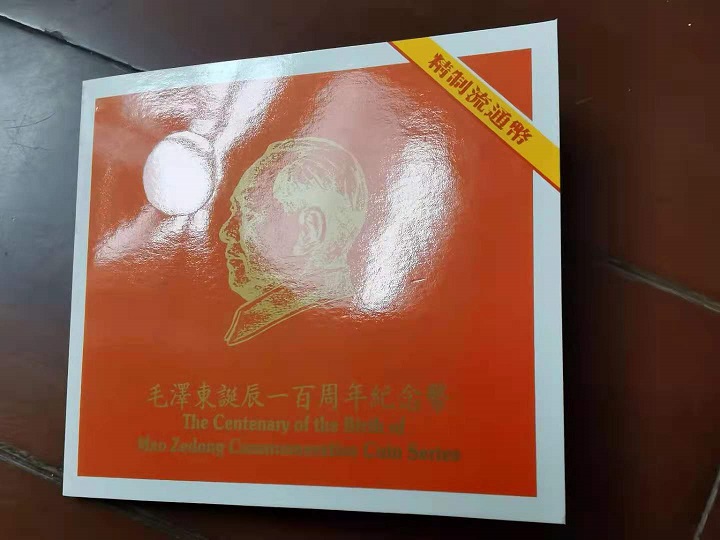 精制流通幣
毛澤東誕辰一百周年紀念幣
The Centenary of the Birth of
Mao Zedong Commemorative Coin Series